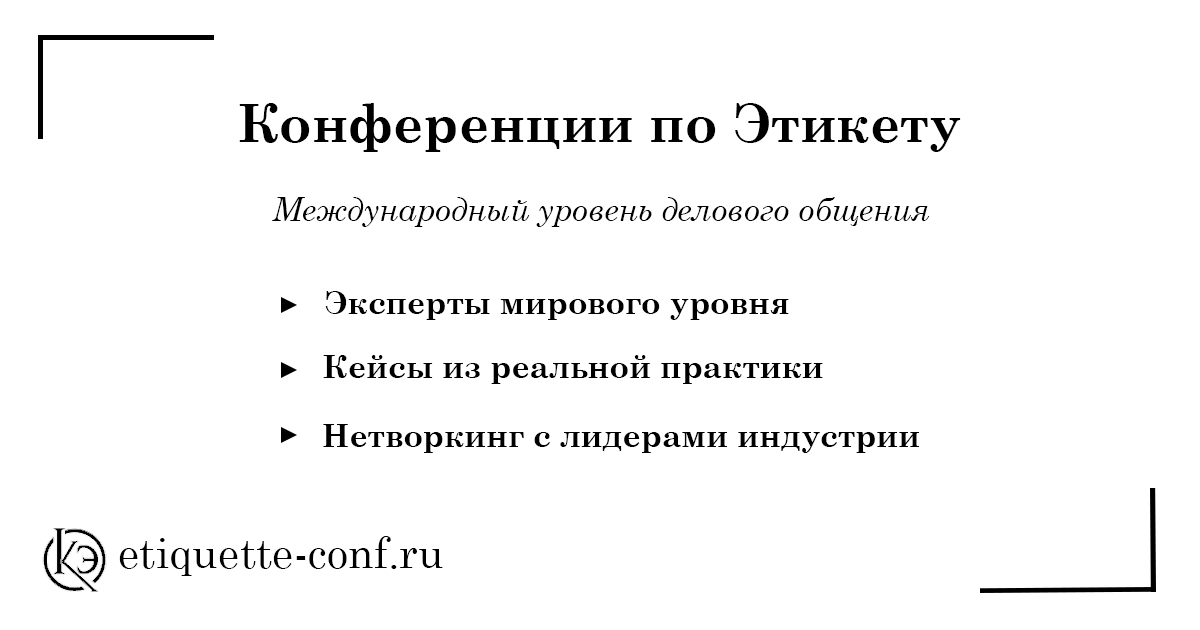 Конференции по Этикету
Международный уровень делового общения
► Эксперты мирового уровня
► Кейсы из реальной практики
► Нетворкинг с лидерами индустрии
КЭ etiquette-conf.ru